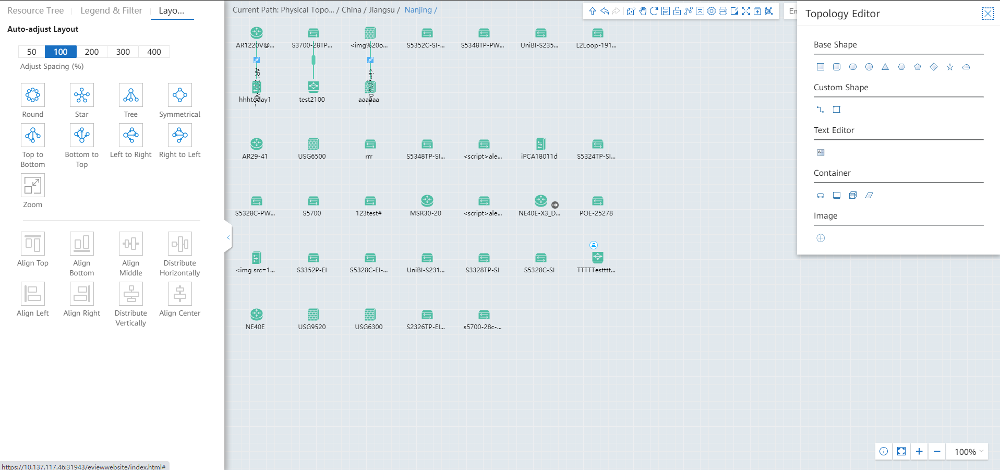 Resource Tree
Legend & Filter
Layo...
Auto-adjust Layout
50 100 200 300 400
Adjust Spacing (%)
Round
Star
Tree
Symmetrical
Top to
Bottom
Bottom to
Top
Left to Right
Right to Left
Zoom
Align Top
Align
Bottom
Align
Middle
Distribute
Horizontally
Align Left
Align Right
Distribute
Vertically
Align Center
https://10.137.117.46:31943/eviewwebsite/index.html#
Current Path: Physical Topo... / China / Jiangsu / Nanjing /
AR1220V@...
S3700-28TP...
<img%20o...
S5352C-SI-...
S5348TP-PW...
UniBI-S235...
L2Loop-191...
hhhtoday1
test2100
aaaaaa
AR29-41
USG6500
rrr
S5348TP-SI...
<script>ale...
iPCA18011d
S5324TP-SI...
S5328C-PW...
S5700
123test#
MSR30-20
<script>ale...
NE40E-X3_D...
POE-25278
<img src=1...
S3352P-EI
S5328C-EI-...
UniBI-S231...
S3328TP-SI
S5328C-SI
TTTTTestttt...
NE40E
USG9520
USG6300
S2326TP-EI...
s5700-28c-...
Topology Editor
Base Shape
Custom Shape
Text Editor
Container
Image
100%